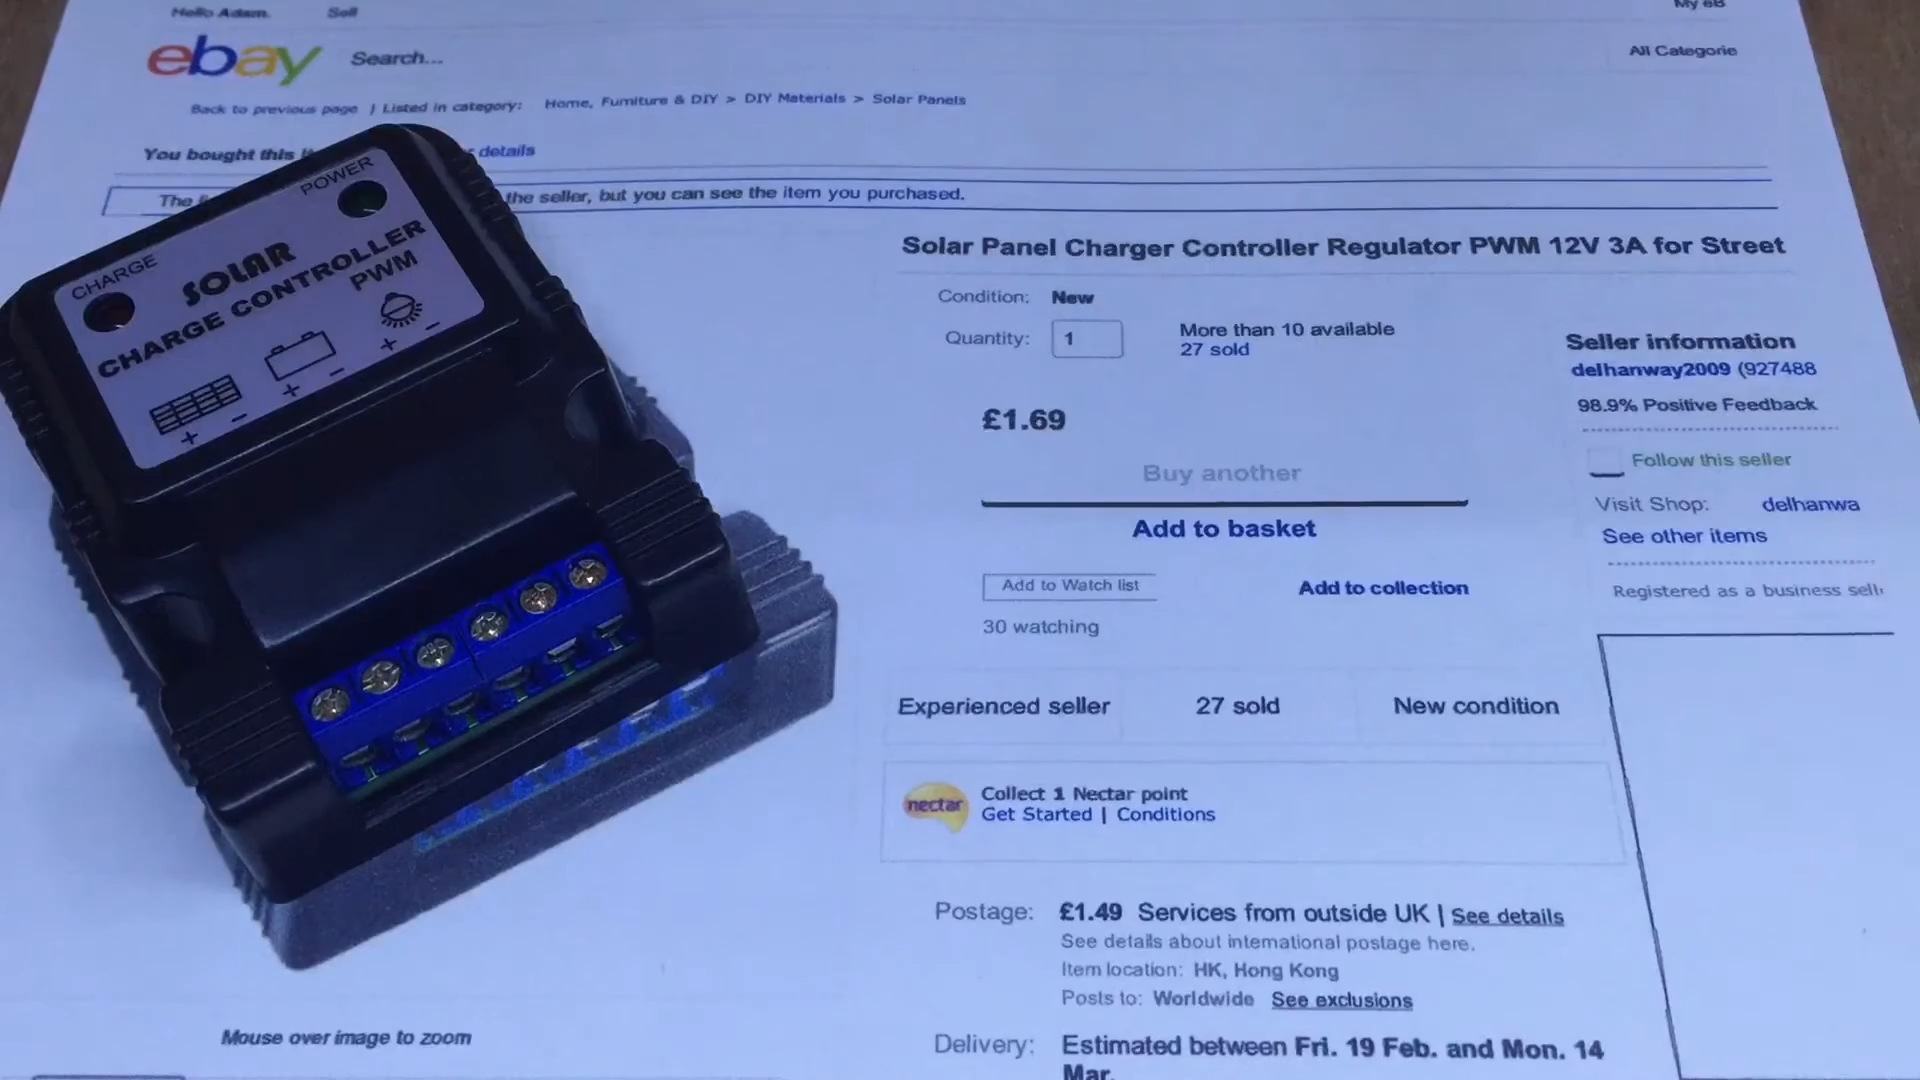 Hello Adam. Sell
My eB
ebay Search... All Categorie
Back to previous page | Listed in category: Home, Furniture & DIY > DIY Materials > Solar Panels
You bought this details
The the seller, but you can see the item you purchased.
Solar Panel Charger Controller Regulator PWM 12V 3A for Street
Condition: New
Quantity: 1 More than 10 available
27 sold
£1.69
Buy another
Add to basket
Add to Watch list Add to collection
30 watching
Experienced seller 27 sold New condition
nectar
Collect 1 Nectar point
Get Started | Conditions
Postage: £1.49 Services from outside UK | See details
See details about international postage here.
Item location: HK, Hong Kong
Posts to: Worldwide See exclusions
Delivery: Estimated between Fri. 19 Feb. and Mon. 14
Mar.
Seller information
delhanway2009 (927488
98.9% Positive Feedback
Follow this seller
Visit Shop: delhanwa
See other items
Registered as a business sell
Mouse over image to zoom
POWER
CHARGE
SOLAR
CHARGE CONTROLLER
PWM
+ - + - + -